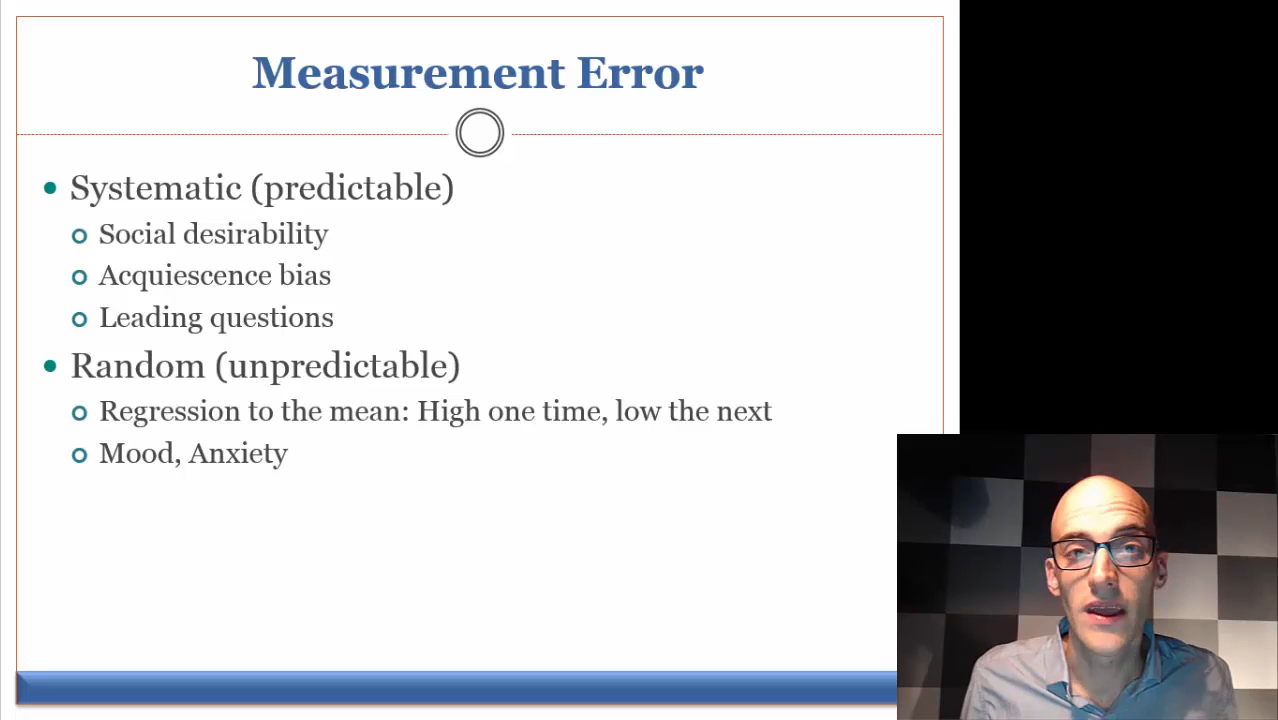 Measurement Error
Systematic (predictable)
Social desirability
Acquiescence bias
Leading questions
Random (unpredictable)
Regression to the mean: High one time, low the next
Mood, Anxiety